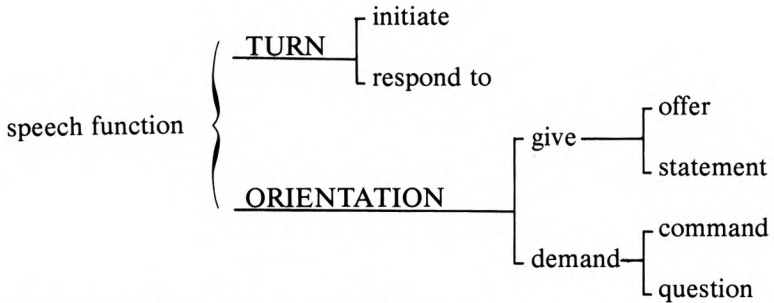 initiate
TURN
respond to
offer
speech function
give
statement
ORIENTATION
command
demand
question